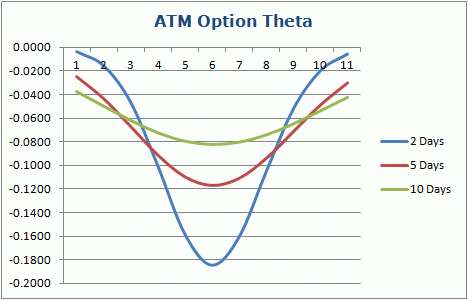 ATM Option Theta
0.0000
1 2 3 4 5 6 7 8 9 10 11
-0.0200
-0.0400
-0.0600
-0.0800
-0.1000
-0.1200
-0.1400
-0.1600
-0.1800
-0.2000
2 Days
5 Days
10 Days